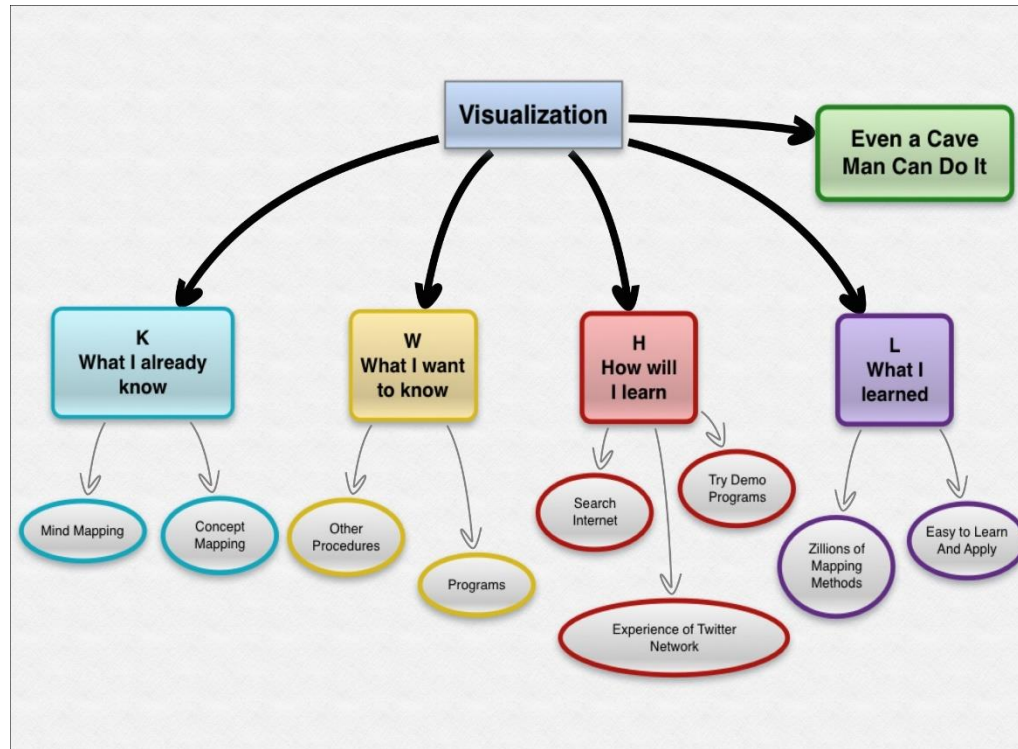 Visualization
Even a Cave
Man Can Do It
K
What I already
know
W
What I want
to know
H
How will
I learn
L
What I
learned
Mind Mapping
Concept
Mapping
Other
Procedures
Programs
Search
Internet
Try Demo
Programs
Experience of Twitter
Network
Zillions of
Mapping
Methods
Easy to Learn
And Apply